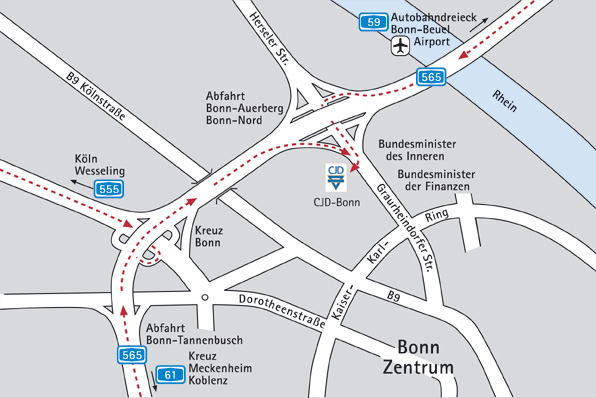 59
Autobahndreieck
Bonn-Beuel
Airport
565
Herseler Str.
B9 Kölnstraße
Abfahrt
Bonn-Auerberg
Bonn-Nord
Rhein
Bundesminister
des Inneren
Bundesminister
der Finanzen
Köln
Wesseling
555
CJD
CJD-Bonn
Graurheindorfer Str.
Kaiser-
Karl-
Ring
Kreuz
Bonn
B9
Dorotheenstraße
Abfahrt
Bonn-Tannenbusch
565
61
Kreuz
Meckenheim
Koblenz
Bonn
Zentrum